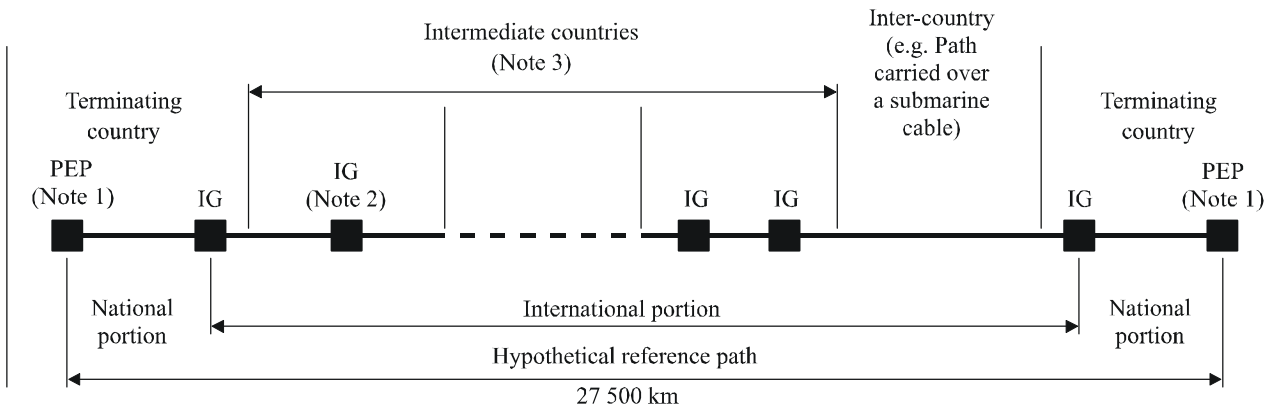 Intermediate countries
(Note 3)
Inter-country
(e.g. Path
carried over
a submarine
cable)
Terminating
country
Terminating
country
PEP
(Note 1)
IG
IG
(Note 2)
IG
IG
IG
PEP
(Note 1)
National
portion
International portion
National
portion
Hypothetical reference path
27 500 km